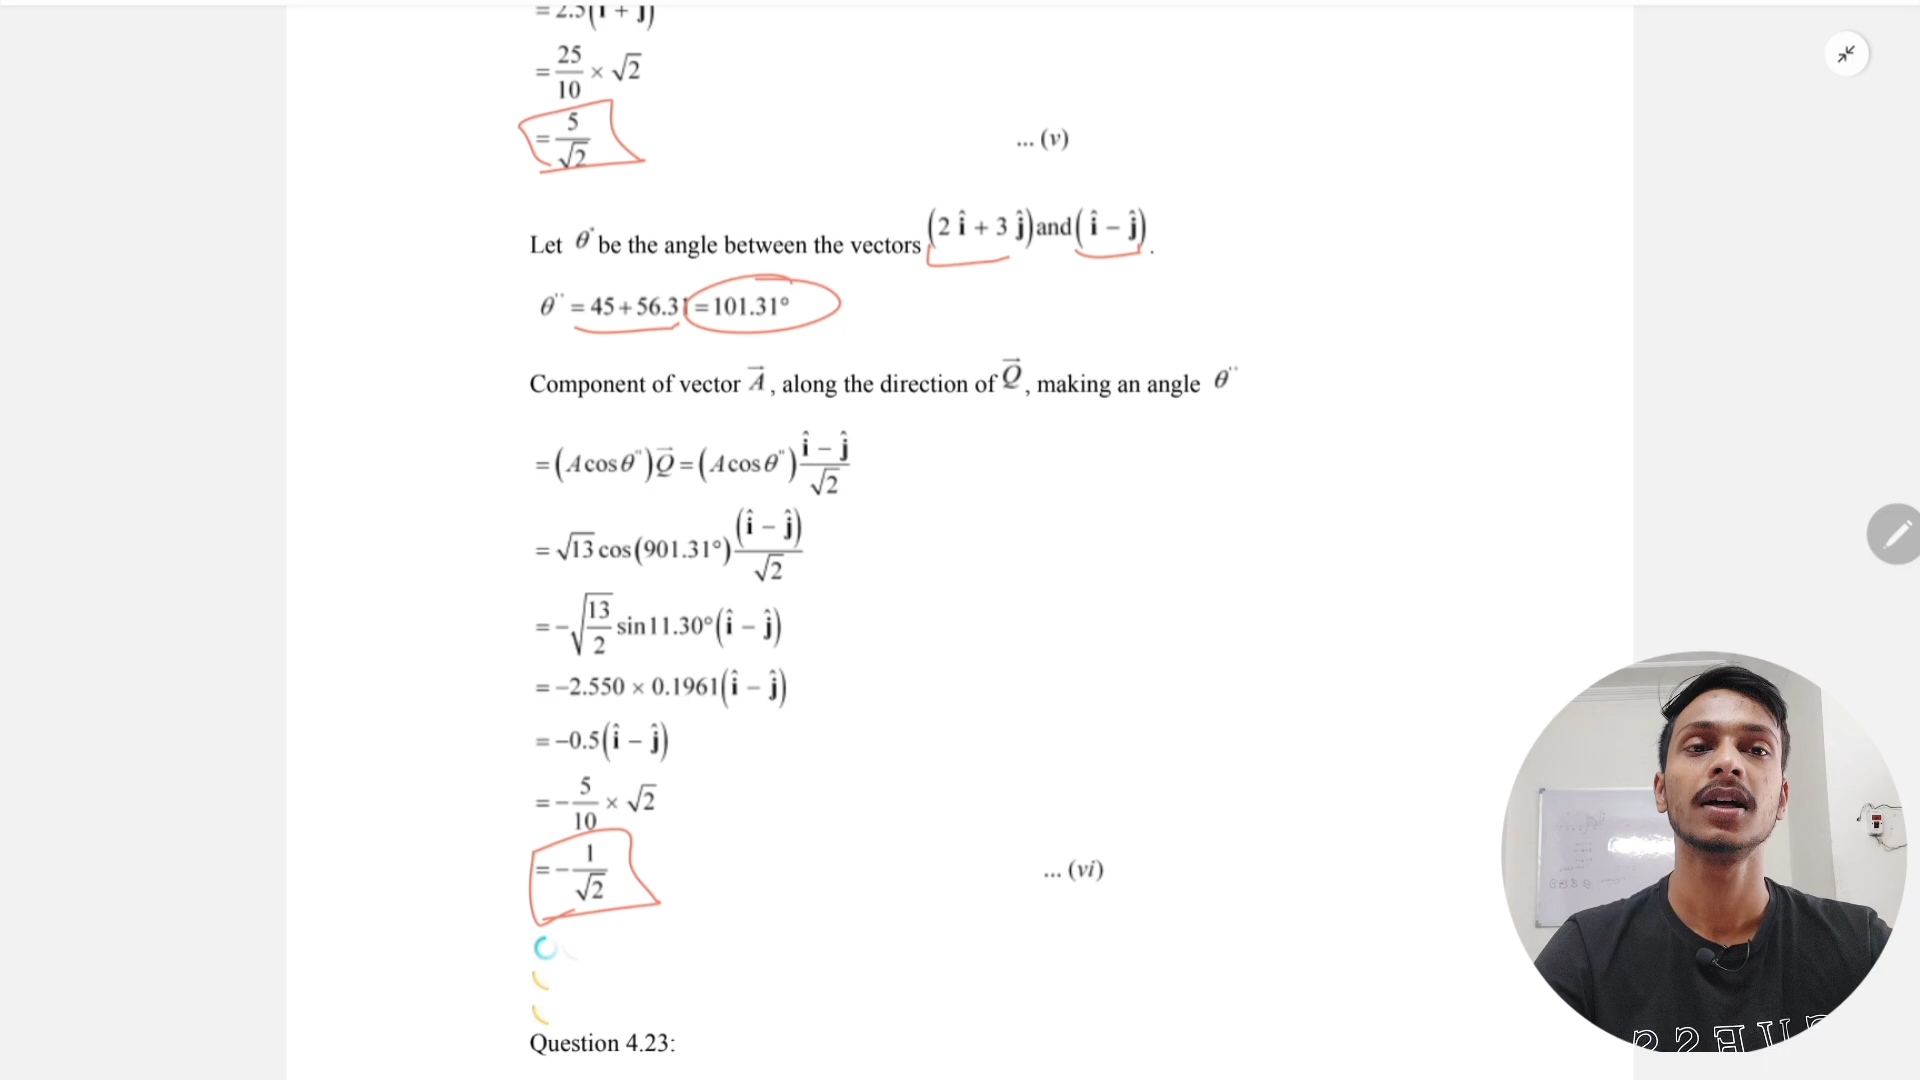 = 2.5(î + ĵ)
= 25/10 × √2
= 5/√2 ... (v)
Let θ″ be the angle between the vectors (2 î + 3 ĵ) and ( î − ĵ) .
θ″ = 45 + 56.31 = 101.31°
Component of vector A⃗ , along the direction of Q⃗ , making an angle θ″
= (A cos θ″) Q⃗ = (A cos θ″) (î − ĵ)/√2
= √13 cos(901.31°) (î − ĵ)/√2
= −√(13/2) sin 11.30° (î − ĵ)
= −2.550 × 0.1961(î − ĵ)
= −0.5(î − ĵ)
= −5/10 × √2
= −1/√2 ... (vi)
Question 4.23: